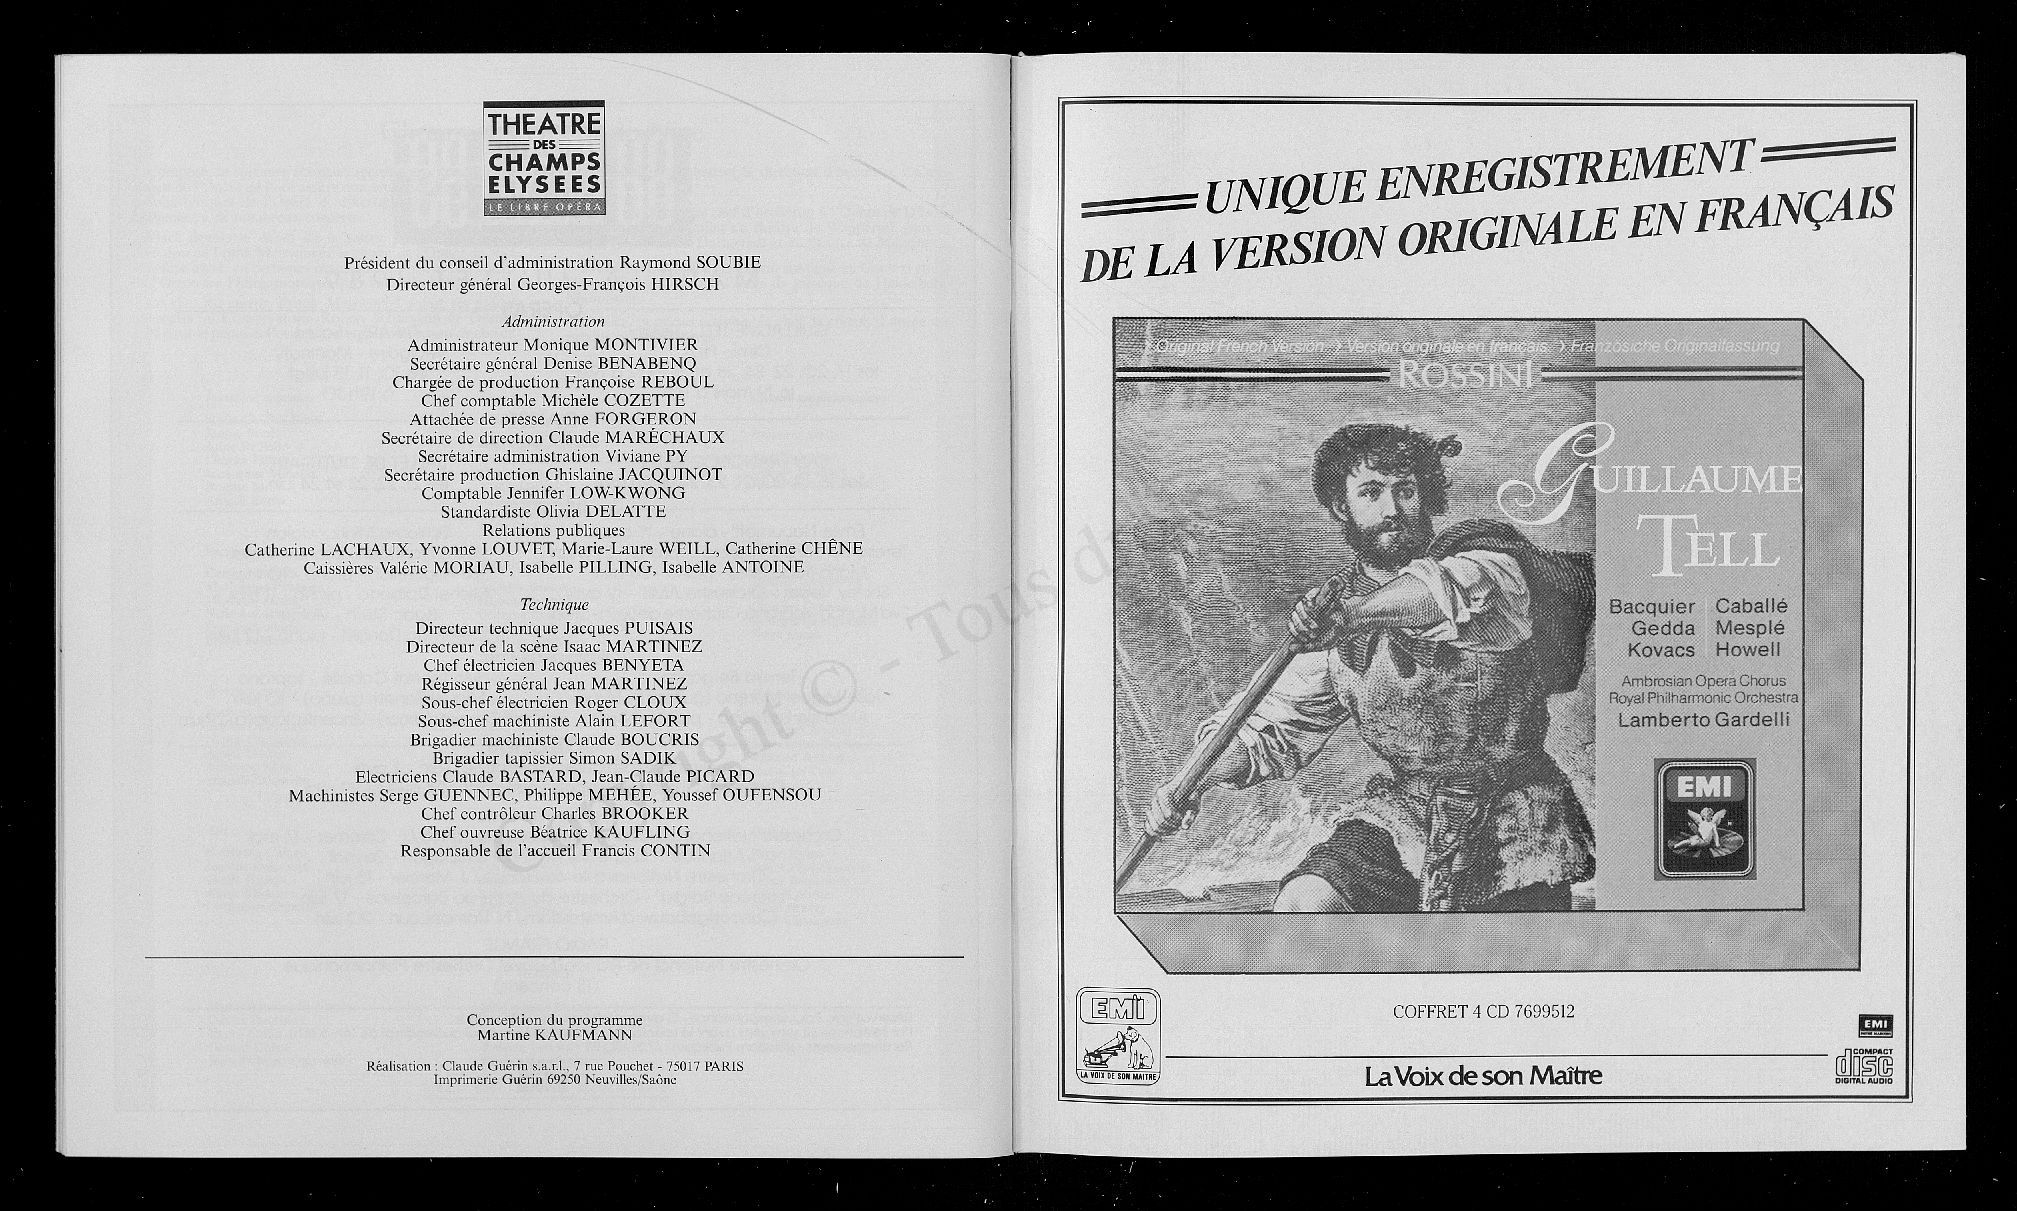 THEATRE
DES
CHAMPS
ELYSEES
LE LIBRE OPÉRA
Président du conseil d'administration Raymond SOUBIE
Directeur général Georges-François HIRSCH
Administration
Administrateur Monique MONTIVIER
Secrétaire général Denise BENABENQ
Chargée de production Françoise REBOUL
Chef comptable Michèle COZETTE
Attachée de presse Anne FORGERON
Secrétaire de direction Claude MARÉCHAUX
Secrétaire administration Viviane PY
Secrétaire production Ghislaine JACQUINOT
Comptable Jennifer LOW-KWONG
Standardiste Olivia DELATTE
Relations publiques
Catherine LACHAUX, Yvonne LOUVET, Marie-Laure WEILL, Catherine CHÊNE
Caissières Valérie MORIAU, Isabelle PILLING, Isabelle ANTOINE
Technique
Directeur technique Jacques PUISAIS
Directeur de la scène Isaac MARTINEZ
Chef électricien Jacques BENYETA
Régisseur général Jean MARTINEZ
Sous-chef électricien Roger CLOUX
Sous-chef machiniste Alain LEFORT
Brigadier machiniste Claude BOUCRIS
Brigadier tapissier Simon SADIK
Electriciens Claude BASTARD, Jean-Claude PICARD
Machinistes Serge GUENNEC, Philippe MEHÉE, Youssef OUFENSOU
Chef contrôleur Charles BROOKER
Chef ouvreuse Béatrice KAUFLING
Responsable de l'accueil Francis CONTIN
Conception du programme
Martine KAUFMANN
Réalisation : Claude Guérin s.a.r.l., 7 rue Pouchet - 75017 PARIS
Imprimerie Guérin 69250 Neuvilles/Saône
© - Tous
UNIQUE ENREGISTREMENT
DE LA VERSION ORIGINALE EN FRANÇAIS
Original French Version Version originale en français Französiche Originalfassung
ROSSINI
GUILLAUME
TELL
Bacquier Caballé
Gedda Mesplé
Kovacs Howell
Ambrosian Opera Chorus
Royal Philharmonic Orchestra
Lamberto Gardelli
EMI
EMI
LA VOIX DE SON MAITRE
COFFRET 4 CD 7699512
La Voix de son Maître
EMI
COMPACT
disc
DIGITAL AUDIO